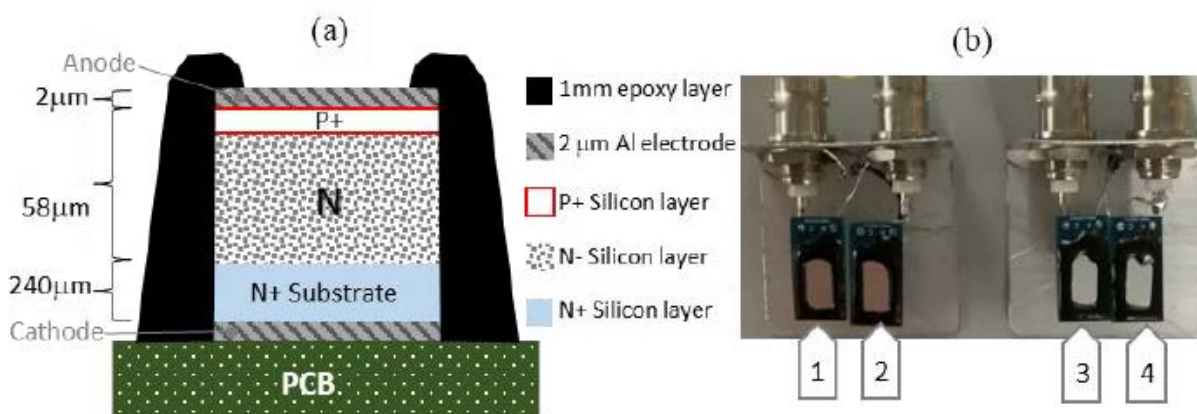 (a)
Anode
2μm
P+
N
58μm
240μm
N+ Substrate
Cathode
PCB
1mm epoxy layer
2 μm Al electrode
P+ Silicon layer
N- Silicon layer
N+ Silicon layer
(b)
1
2
3
4